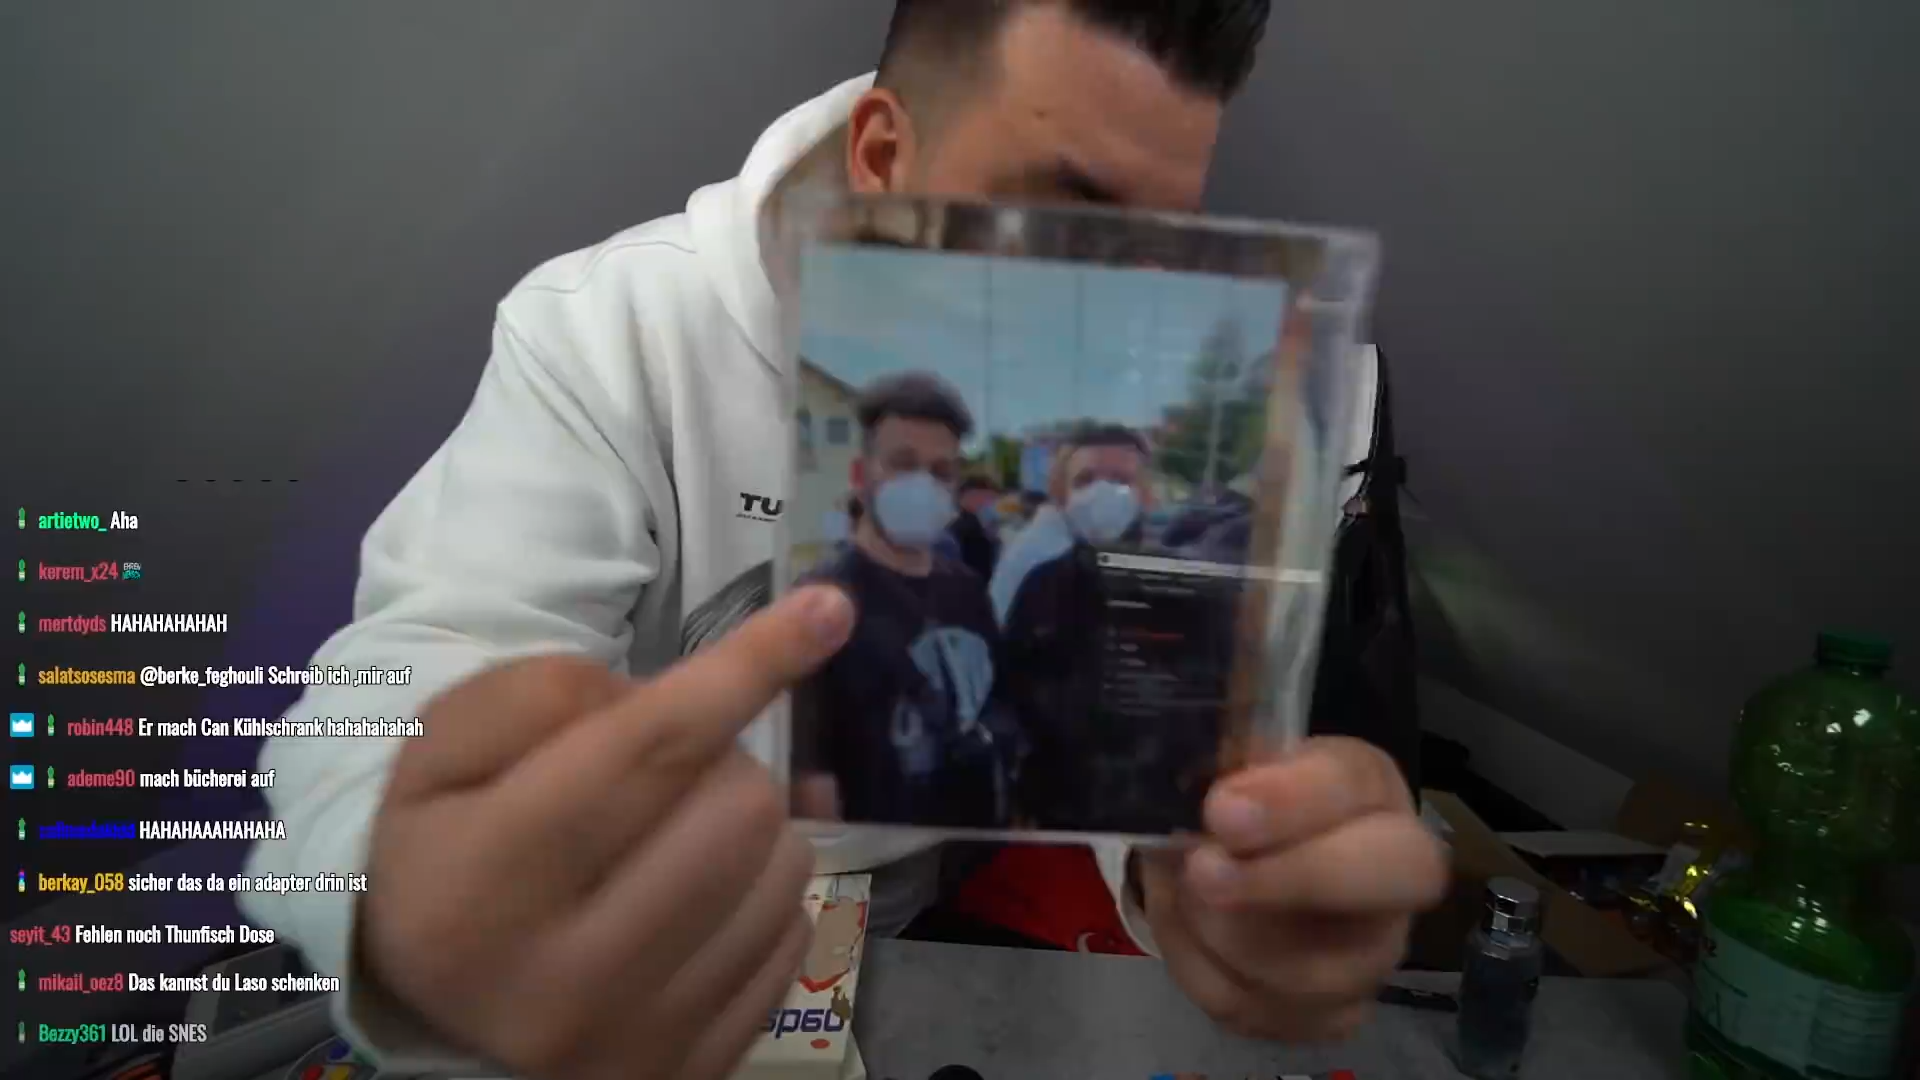 artietwo_ Aha
kerem_x24
mertdyds HAHAHAHAHAH
salatsosesma @berke_feghouli Schreib ich ,mir auf
robin448 Er mach Can Kühlschrank hahahahahah
ademe90 mach bücherei auf
HAHAHAAAHAHAHA
berkay_058 sicher das da ein adapter drin ist
seyit_43 Fehlen noch Thunfisch Dose
mikail_oez8 Das kannst du Laso schenken
Bezzy361 LOL die SNES
TU